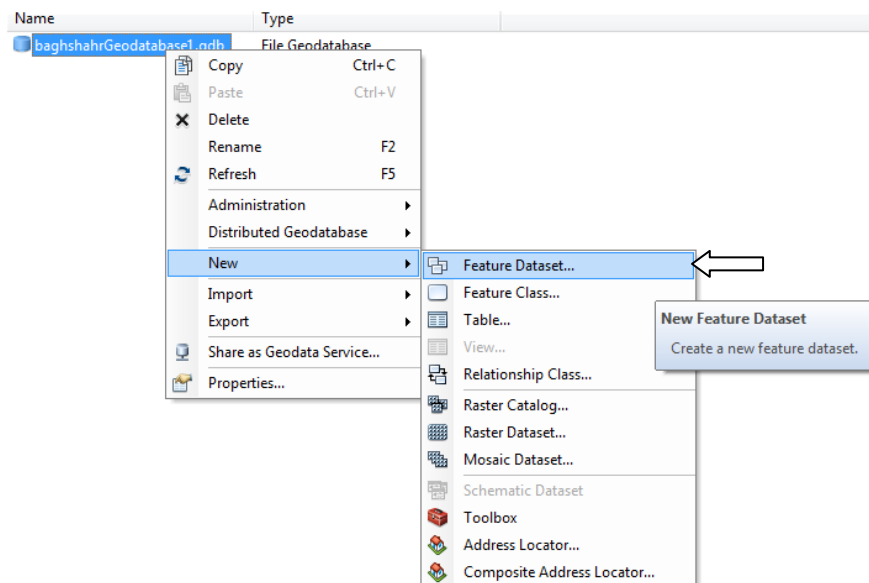 Name Type
baghshahrGeodatabase1.gdb File Geodatabase
Copy Ctrl+C
Paste Ctrl+V
Delete
Rename F2
Refresh F5
Administration
Distributed Geodatabase
New
Import
Export
Share as Geodata Service...
Properties...
Feature Dataset...
Feature Class...
Table...
View...
Relationship Class...
Raster Catalog...
Raster Dataset...
Mosaic Dataset...
Schematic Dataset
Toolbox
Address Locator...
Composite Address Locator...
New Feature Dataset
Create a new feature dataset.